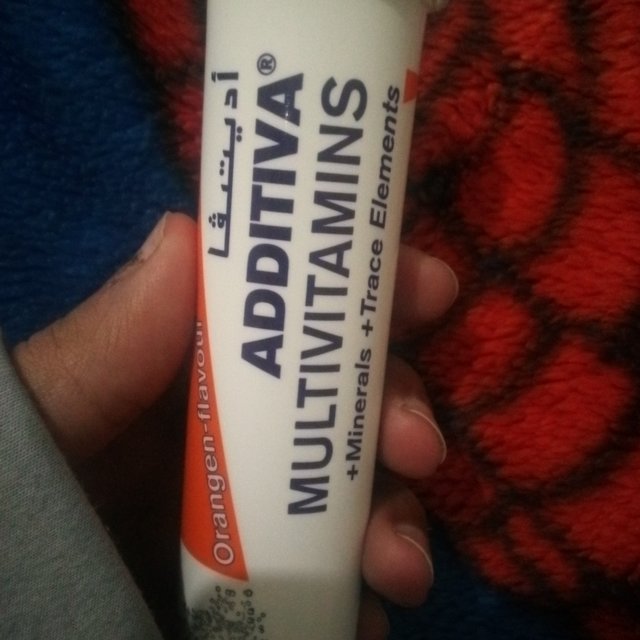 أديتيڤا
ADDITIVA®
MULTIVITAMINS
+Minerals +Trace Elements
Orangen-flavour